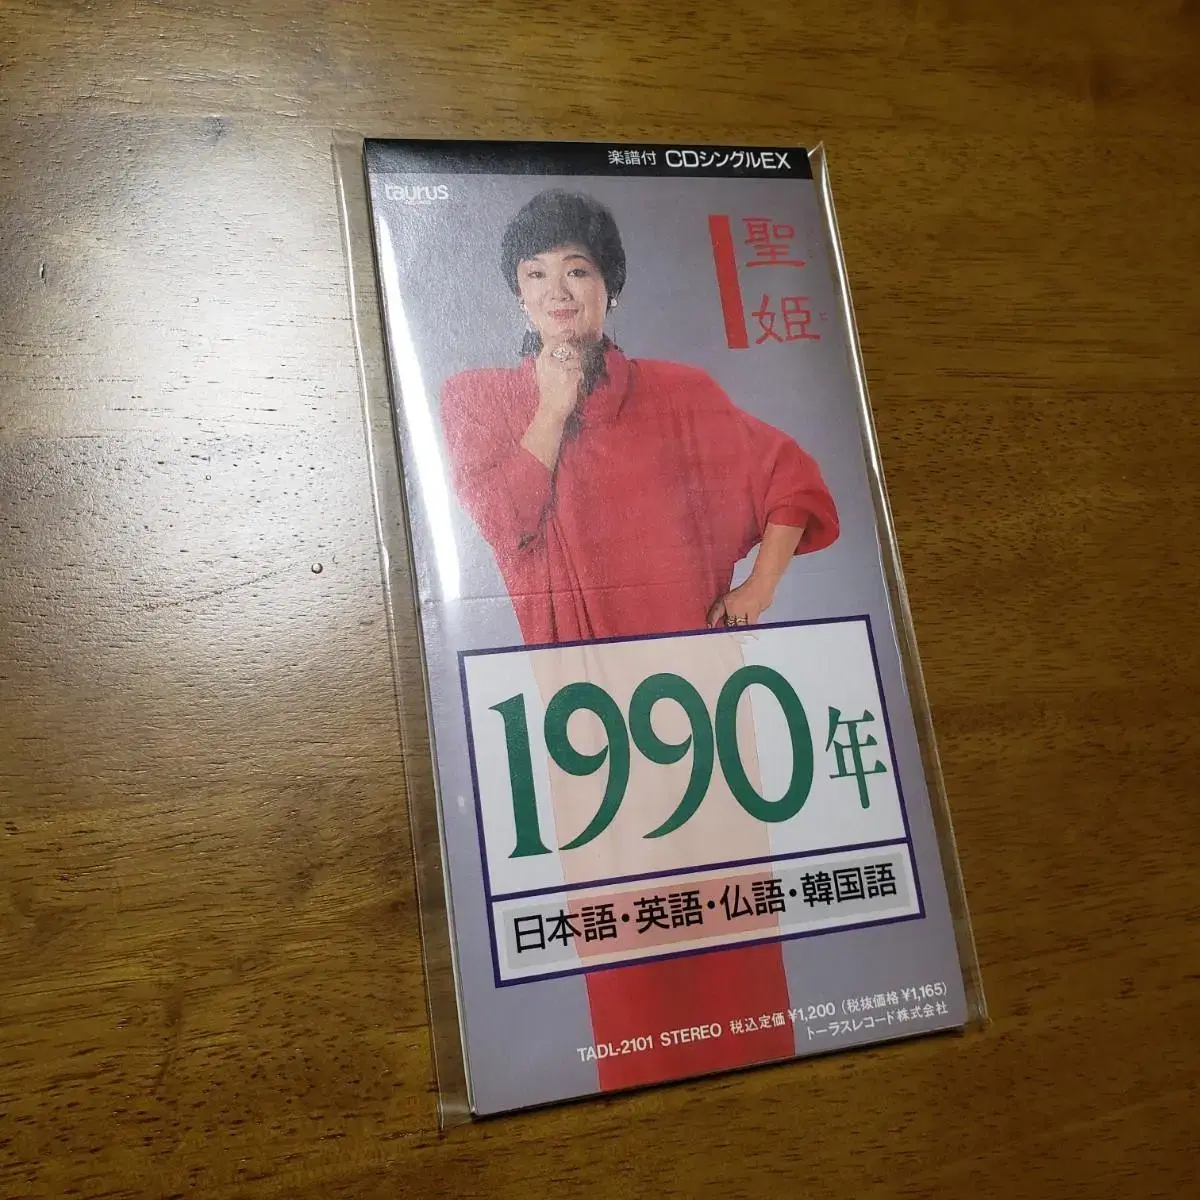 楽譜付 CDシングルEX
taurus
聖姫
1990年
日本語・英語・仏語・韓国語
TADL-2101 STEREO 税込定価¥1,200 (税抜価格¥1,165)
トーラスレコード株式会社